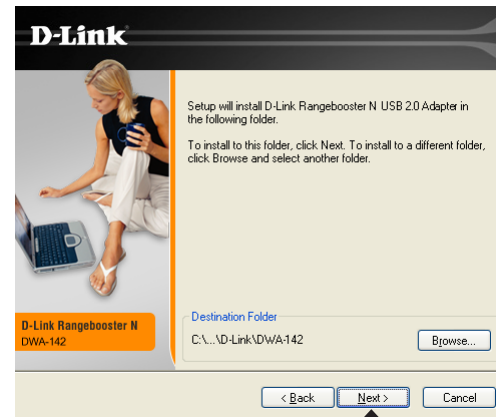 D-Link
Setup will install D-Link Rangebooster N USB 2.0 Adapter in
the following folder.
To install to this folder, click Next. To install to a different folder,
click Browse and select another folder.
D-Link Rangebooster N
DWA-142
Destination Folder
C:\...\D-Link\DWA-142
Browse...
< Back
Next >
Cancel